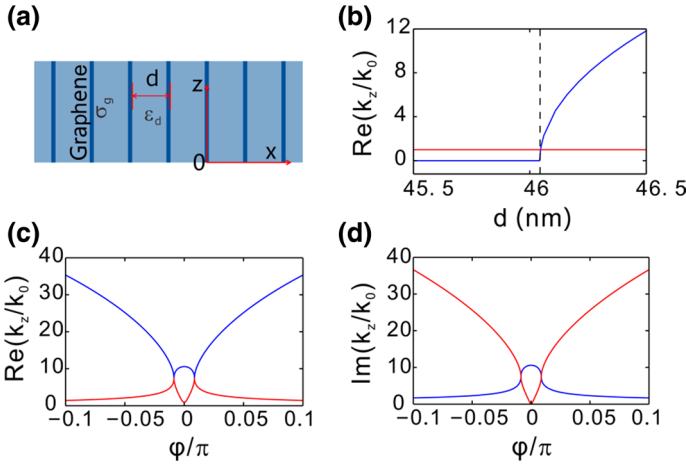 (a)
Graphene
σg
d
εd
z
0
x
(b)
Re(kz/k0)
12
8
4
0
45.5
46
46.5
d (nm)
(c)
Re(kz/k0)
40
30
20
10
0
−0.1
−0.05
0
0.05
0.1
φ/π
(d)
Im(kz/k0)
40
30
20
10
0
−0.1
−0.05
0
0.05
0.1
φ/π